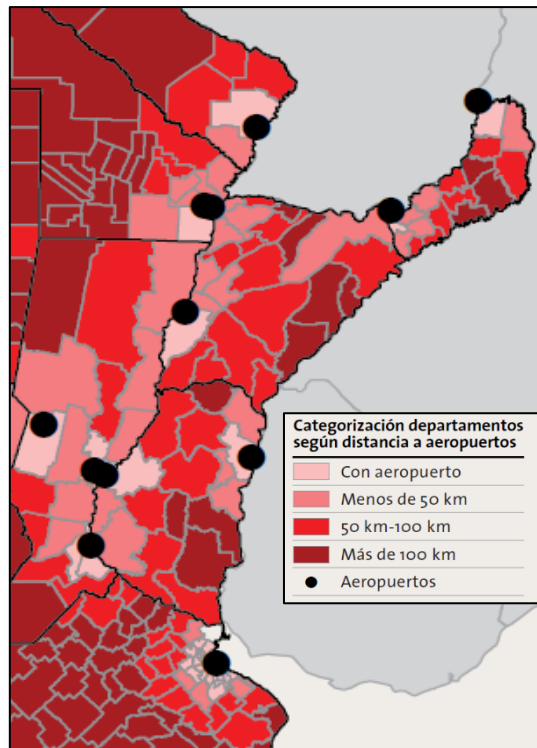 Categorización departamentos
según distancia a aeropuertos
Con aeropuerto
Menos de 50 km
50 km-100 km
Más de 100 km
Aeropuertos